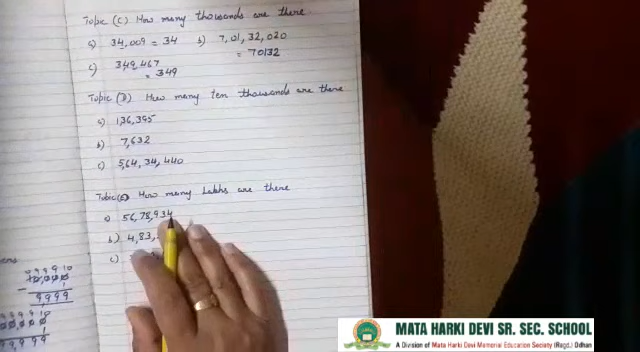 Topic (C) How many thousands are there
a) 34,009 = 34 b) 7,01,32,020
= 70132
c) 349,467
= 349
Topic (D) How many ten thousands are there
a) 136,395
b) 7,632
c) 5,64,34,440
Topic (E) How many Lakhs are there
a) 56,78,934
b) 4,83,
c)
9,999
MATA HARKI DEVI SR. SEC. SCHOOL
A Division of Mata Harki Devi Memorial Education Society (Regd.) Odhan